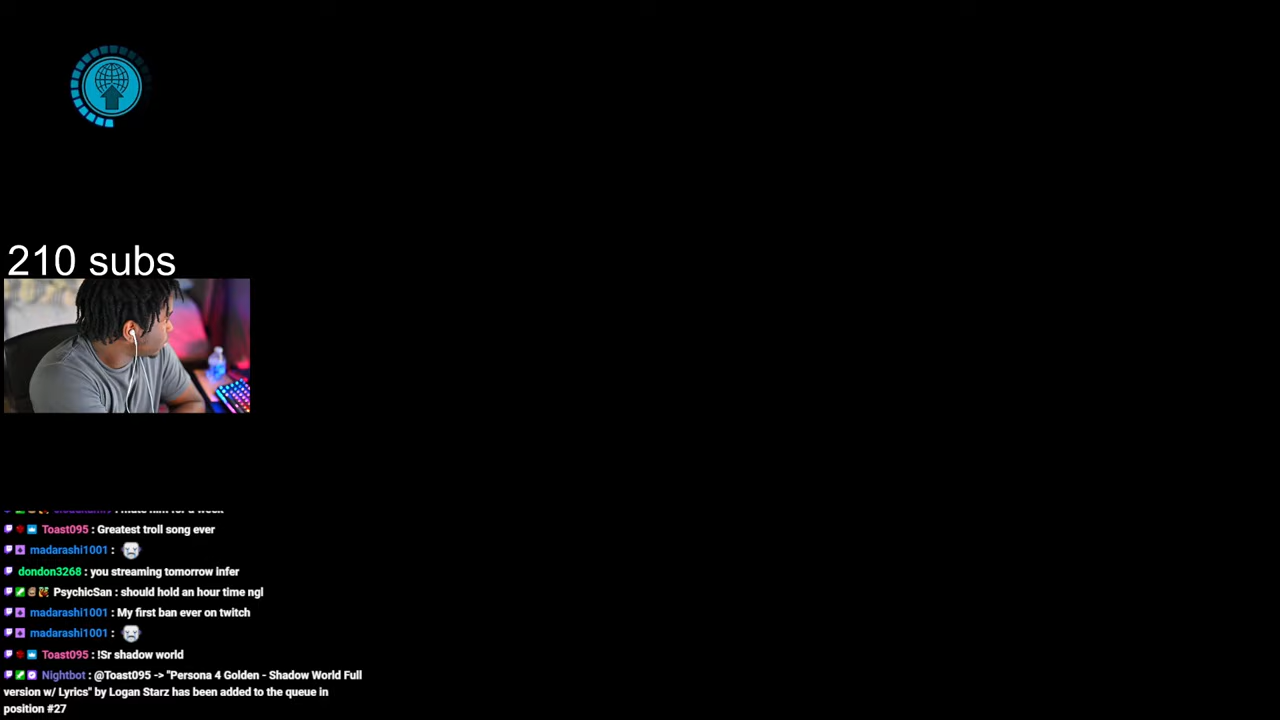 210 subs
Toast095 : Greatest troll song ever
madarashi1001 :
dondon3268 : you streaming tomorrow infer
PsychicSan : should hold an hour time ngl
madarashi1001 : My first ban ever on twitch
madarashi1001 :
Toast095 : !Sr shadow world
Nightbot : @Toast095 -> "Persona 4 Golden - Shadow World Full
version w/ Lyrics" by Logan Starz has been added to the queue in
position #27